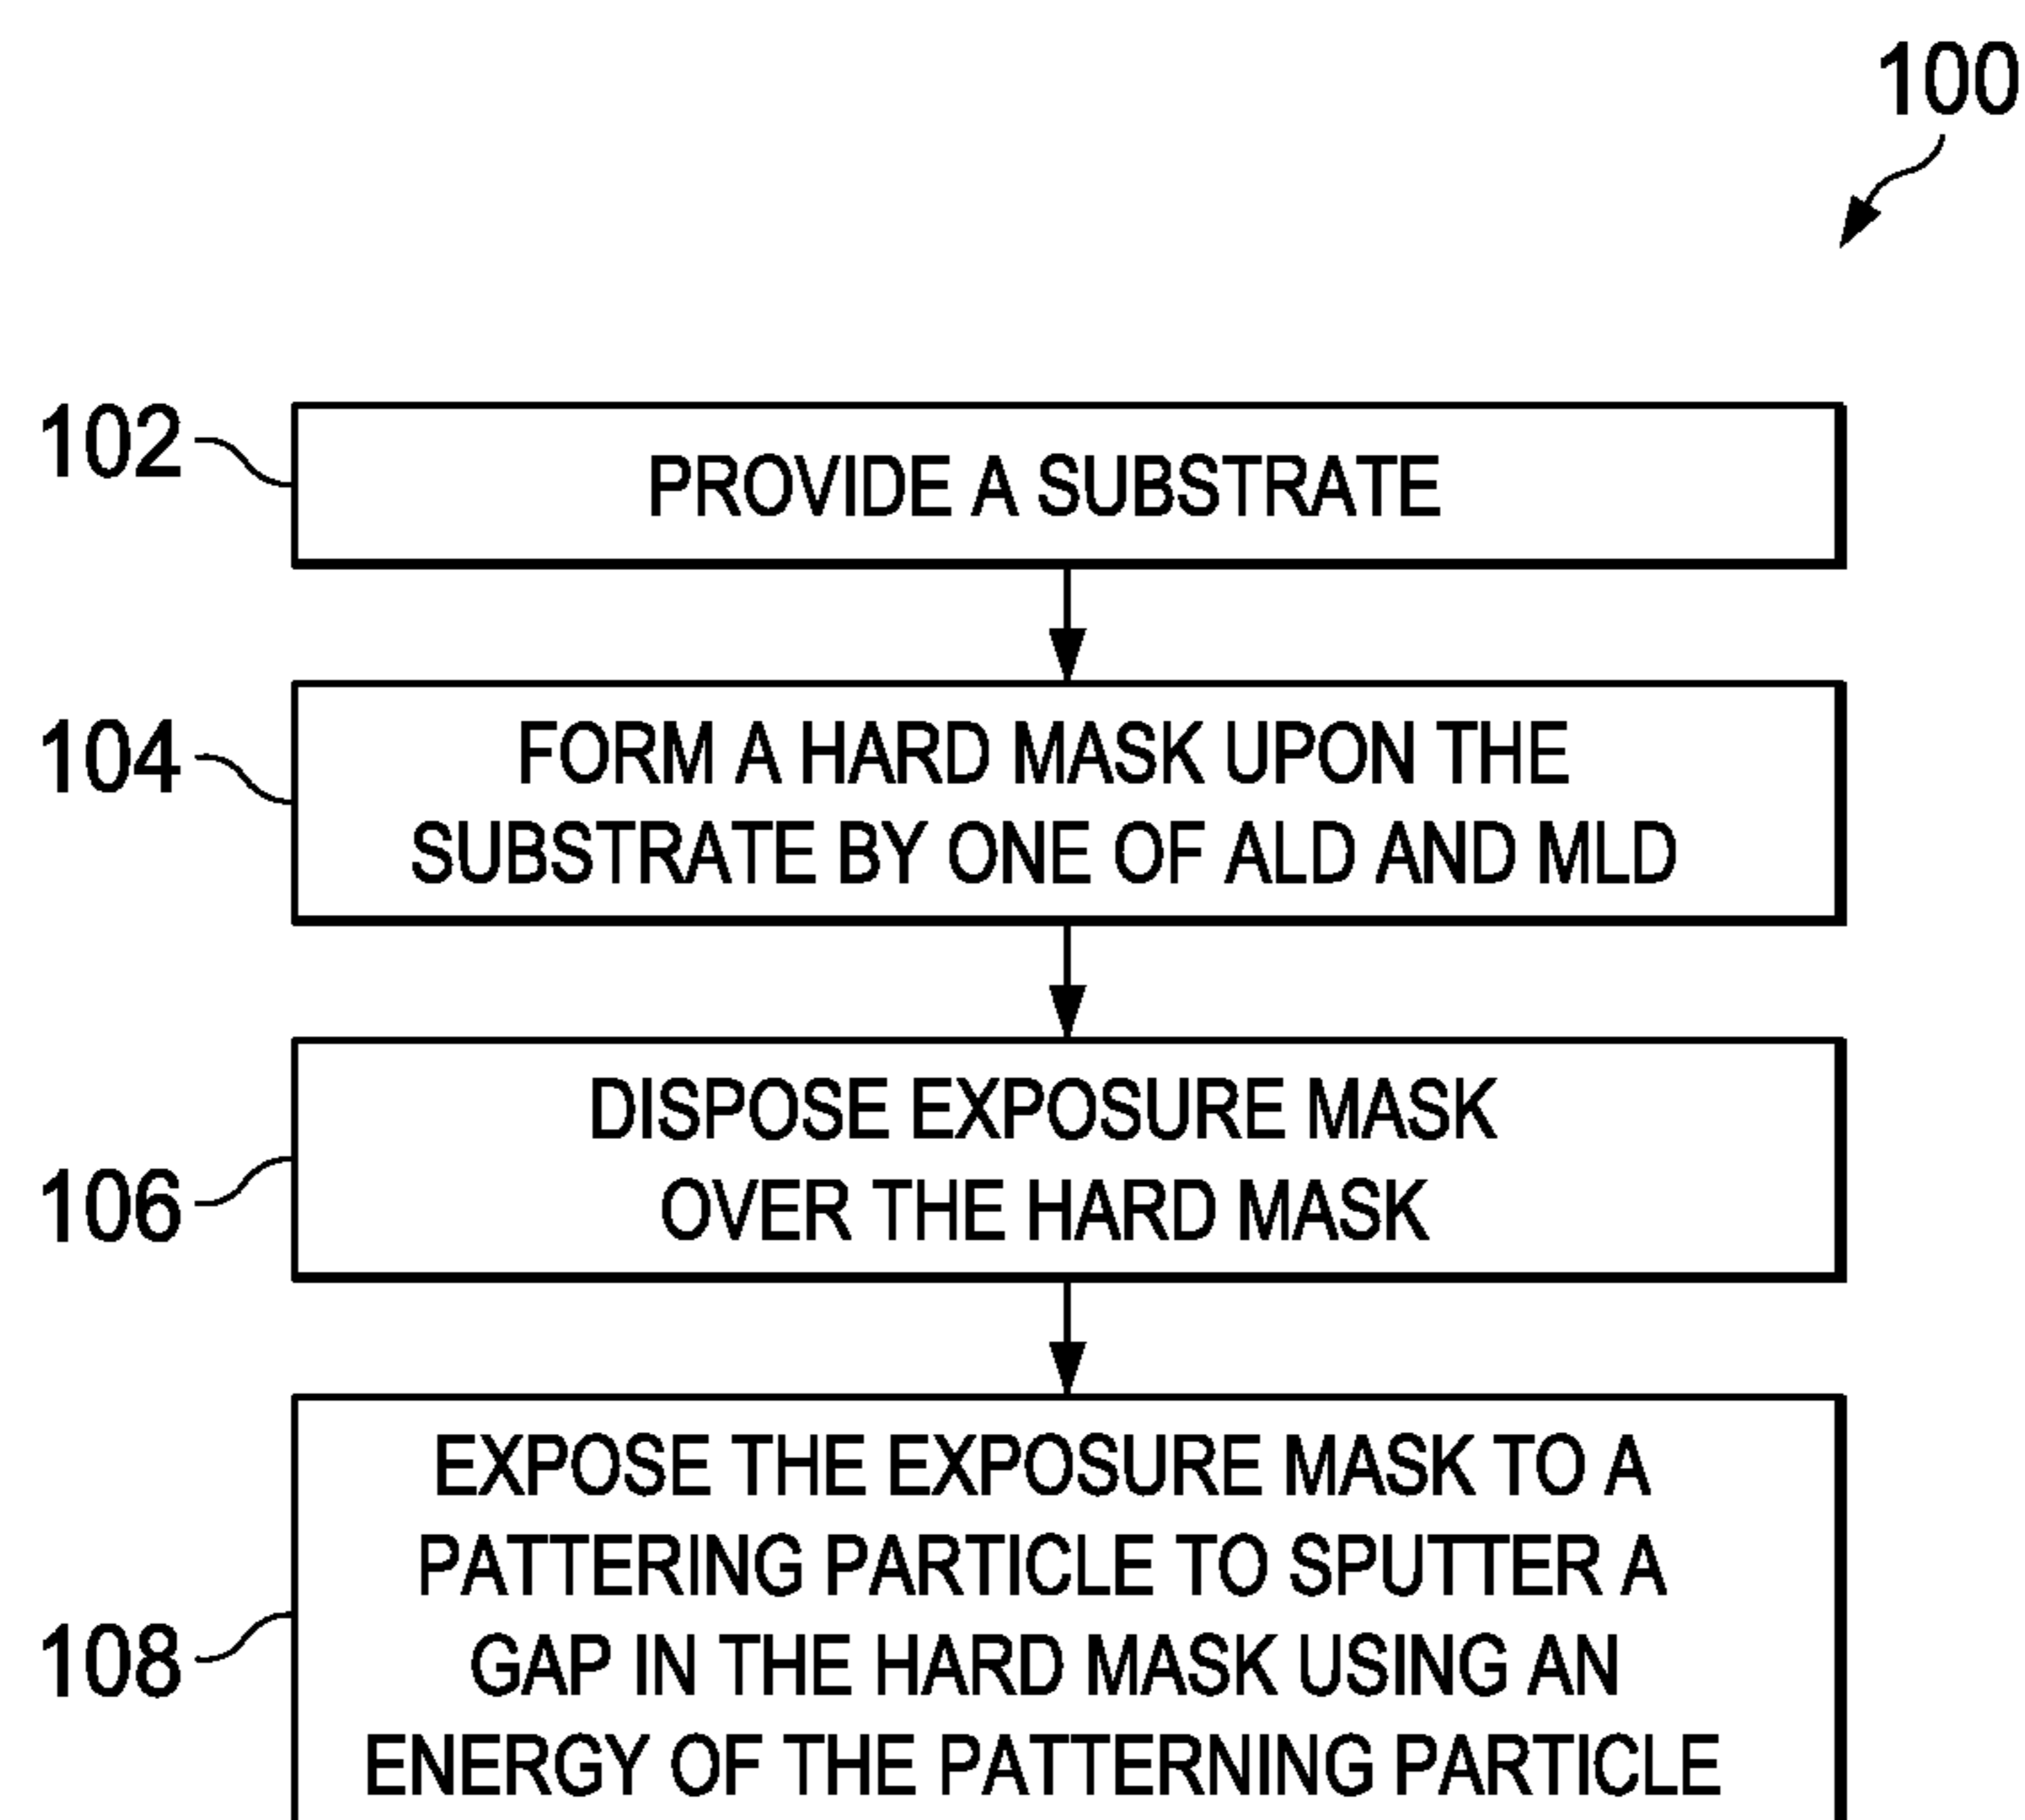 100
102
PROVIDE A SUBSTRATE
104
FORM A HARD MASK UPON THE
SUBSTRATE BY ONE OF ALD AND MLD
106
DISPOSE EXPOSURE MASK
OVER THE HARD MASK
108
EXPOSE THE EXPOSURE MASK TO A
PATTERING PARTICLE TO SPUTTER A
GAP IN THE HARD MASK USING AN
ENERGY OF THE PATTERNING PARTICLE